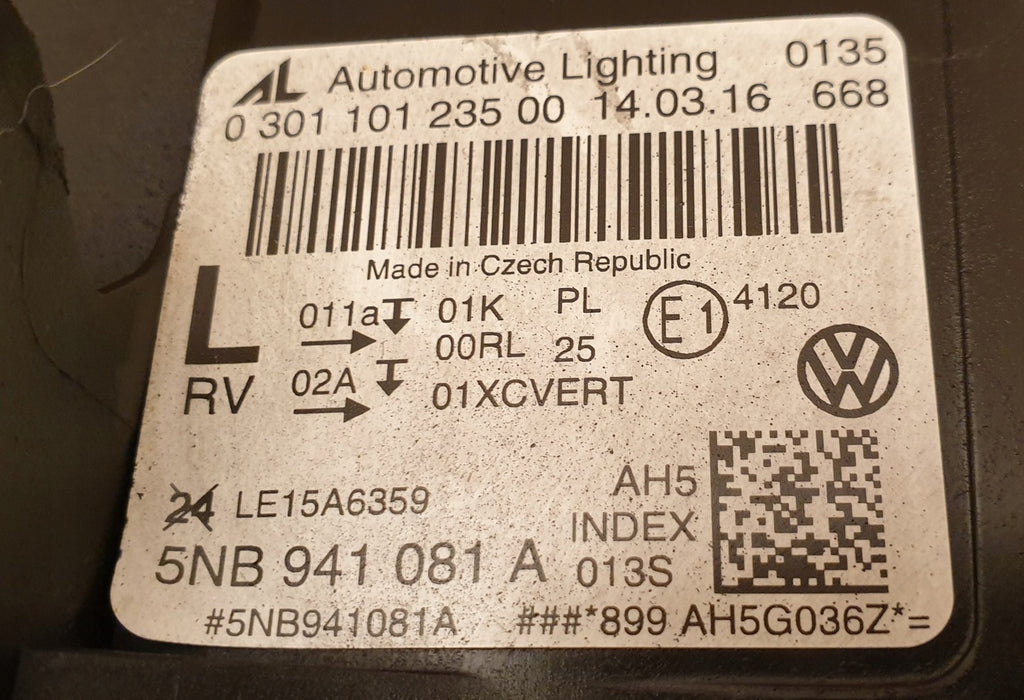 AL Automotive Lighting 0135
0 301 101 235 00 14.03.16 668
Made in Czech Republic
L 011a 01K PL E1 4120
00RL 25
RV 02A 01XCVERT
24 LE15A6359 AH5
INDEX
5NB 941 081 A 013S
#5NB941081A ###*899 AH5G036Z*=